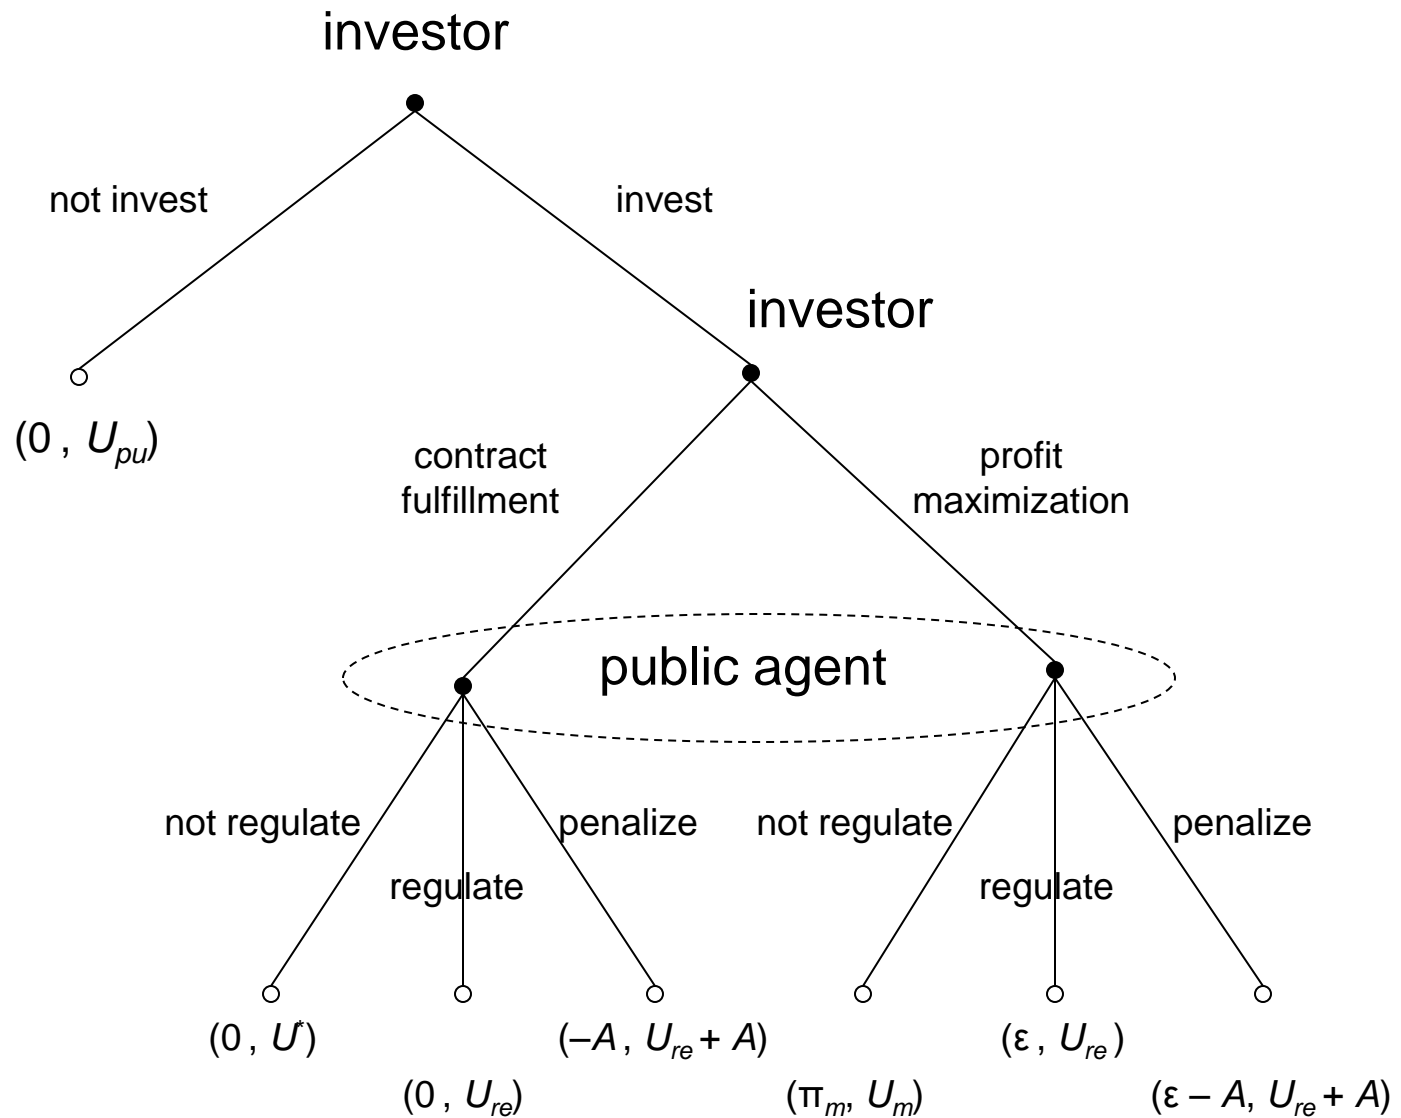 investor
not invest
invest
investor
(0 , U_pu)
contract
fulfillment
profit
maximization
public agent
not regulate
penalize
not regulate
penalize
regulate
regulate
(0 , U*)
(–A , U_re + A)
(ε , U_re )
(0 , U_re)
(π_m, U_m)
(ε – A, U_re + A)